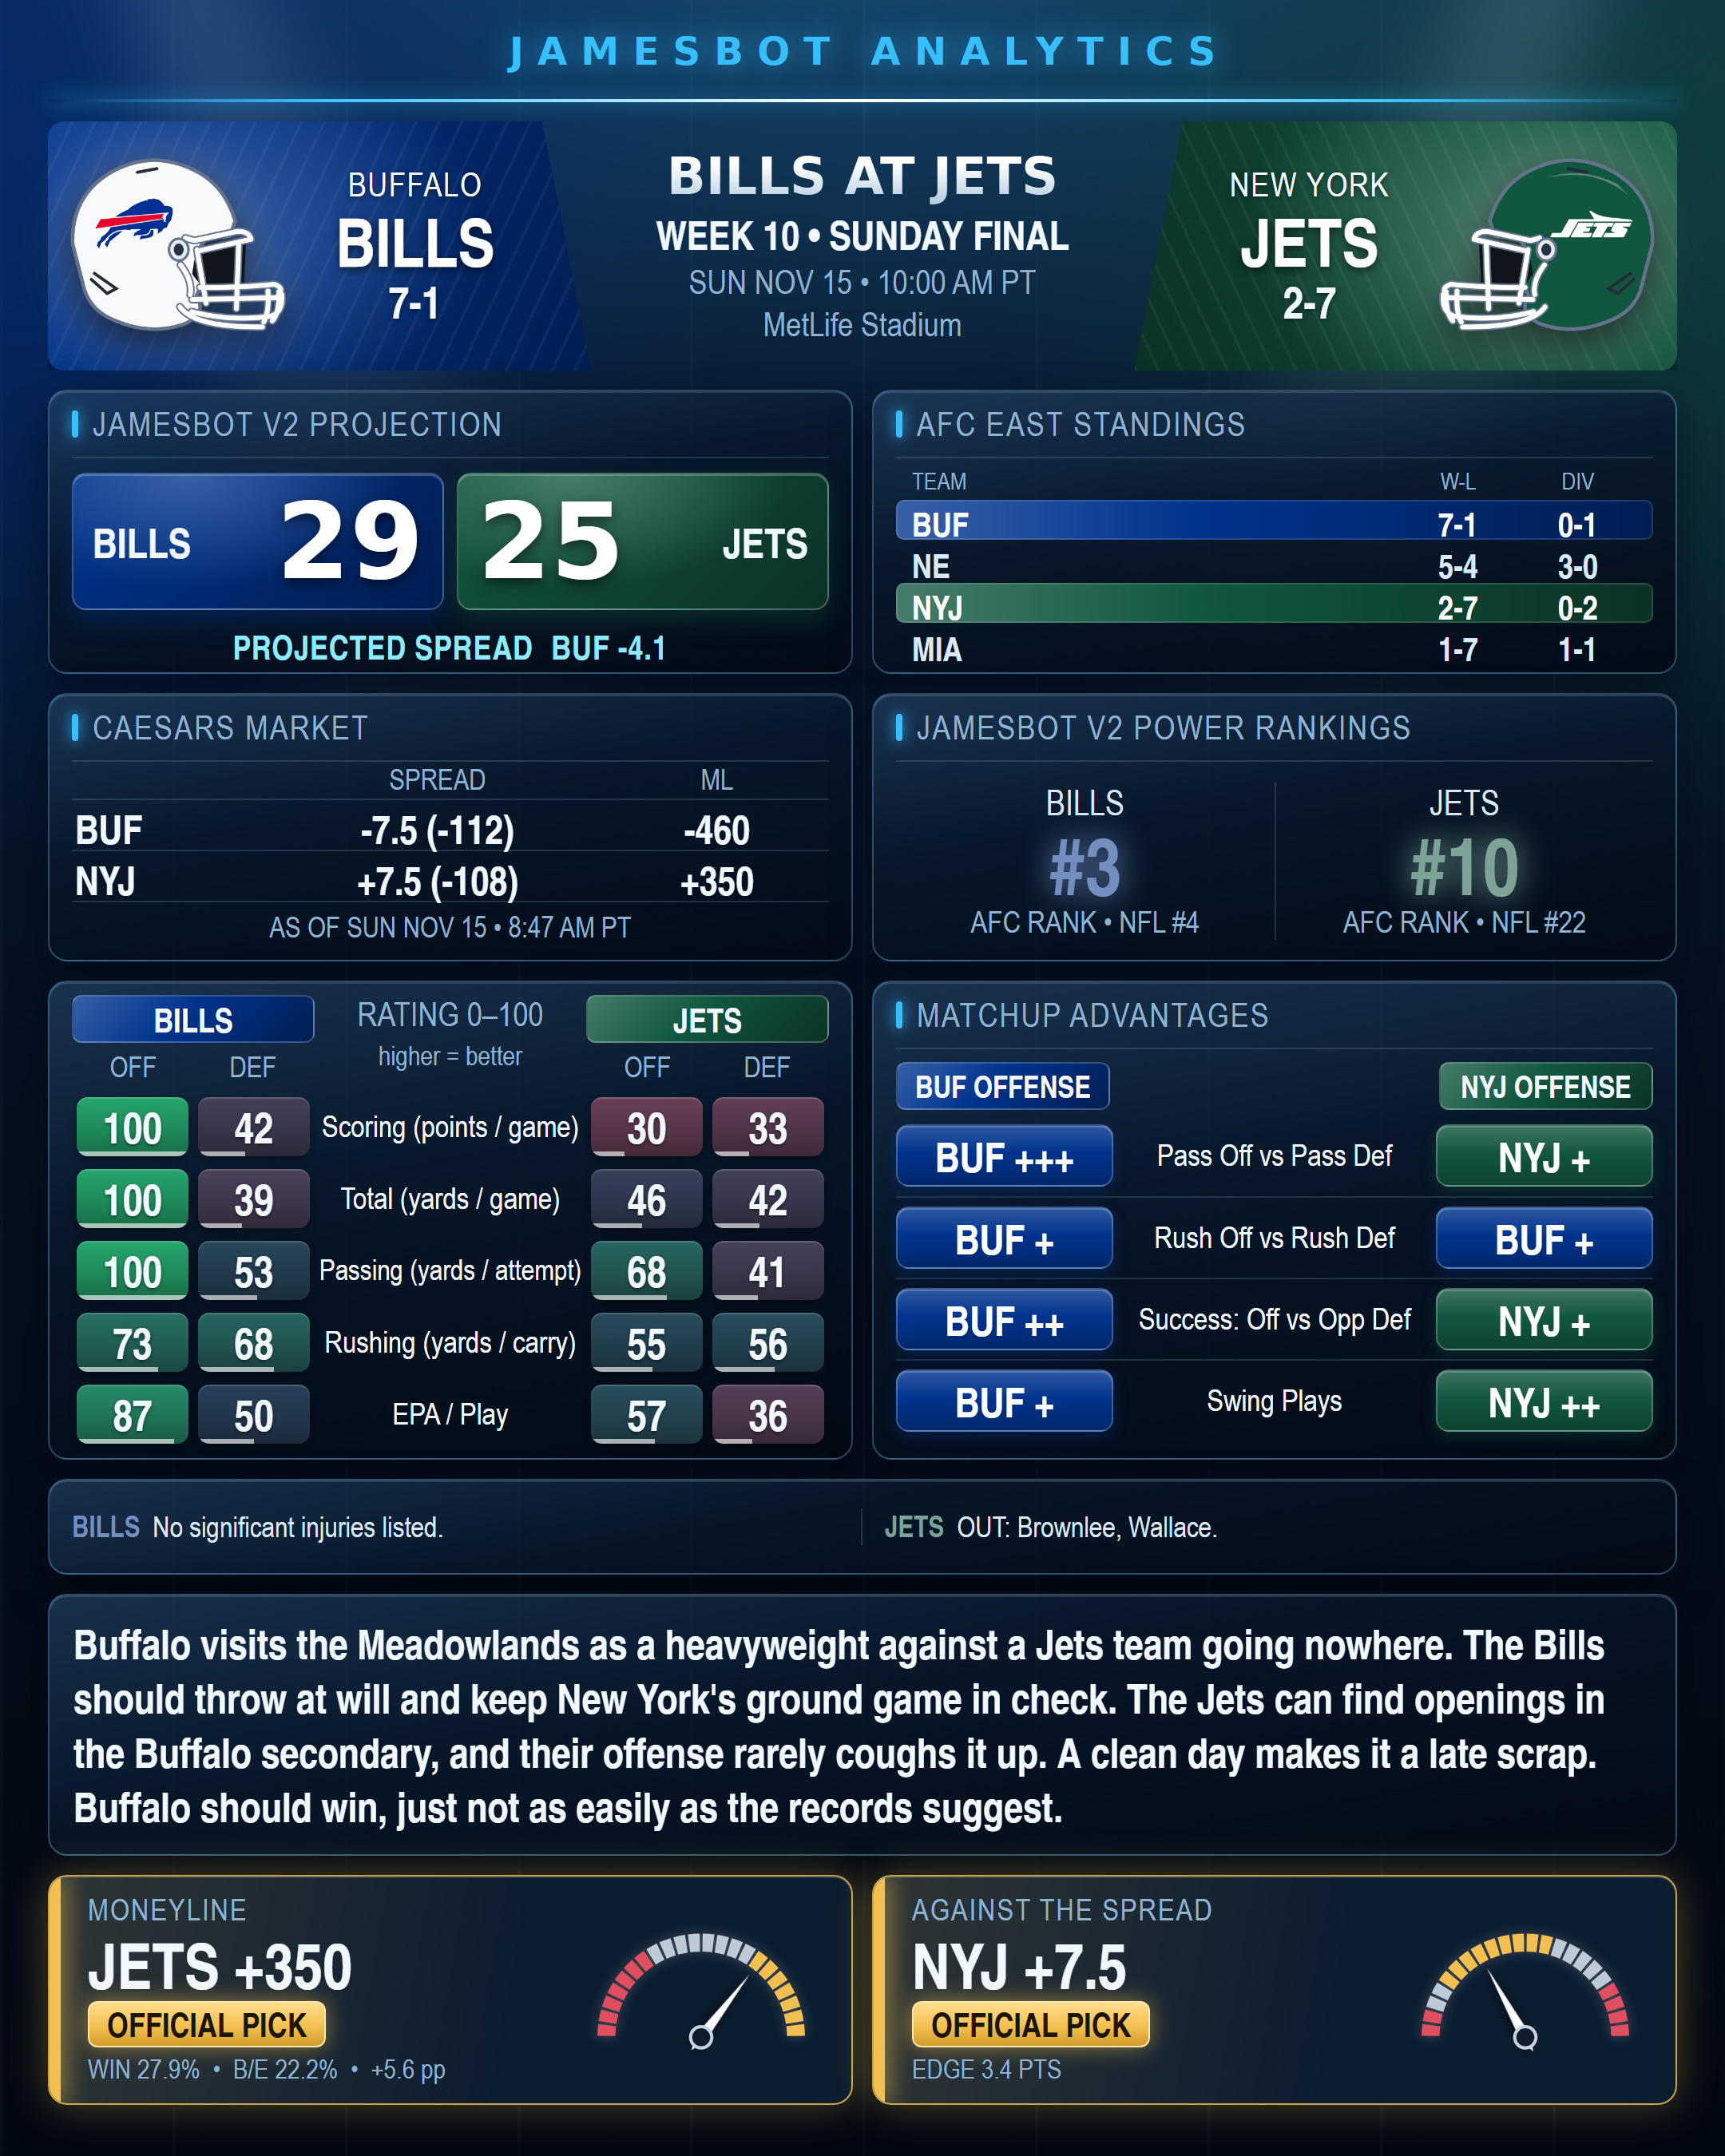 JAMESBOT ANALYTICS
BUFFALO
BILLS
7-1
BILLS AT JETS
WEEK 10 • SUNDAY FINAL
SUN NOV 15 • 10:00 AM PT
MetLife Stadium
NEW YORK
JETS
2-7
JETS
JAMESBOT V2 PROJECTION
BILLS 29
25 JETS
PROJECTED SPREAD BUF -4.1
AFC EAST STANDINGS
TEAM W-L DIV
BUF 7-1 0-1
NE 5-4 3-0
NYJ 2-7 0-2
MIA 1-7 1-1
CAESARS MARKET
SPREAD ML
BUF -7.5 (-112) -460
NYJ +7.5 (-108) +350
AS OF SUN NOV 15 • 8:47 AM PT
JAMESBOT V2 POWER RANKINGS
BILLS JETS
#3 #10
AFC RANK • NFL #4 AFC RANK • NFL #22
BILLS RATING 0–100 JETS
OFF DEF higher = better OFF DEF
100 42 Scoring (points / game) 30 33
100 39 Total (yards / game) 46 42
100 53 Passing (yards / attempt) 68 41
73 68 Rushing (yards / carry) 55 56
87 50 EPA / Play 57 36
MATCHUP ADVANTAGES
BUF OFFENSE NYJ OFFENSE
BUF +++ Pass Off vs Pass Def NYJ +
BUF + Rush Off vs Rush Def BUF +
BUF ++ Success: Off vs Opp Def NYJ +
BUF + Swing Plays NYJ ++
BILLS No significant injuries listed.
JETS OUT: Brownlee, Wallace.
Buffalo visits the Meadowlands as a heavyweight against a Jets team going nowhere. The Bills
should throw at will and keep New York's ground game in check. The Jets can find openings in
the Buffalo secondary, and their offense rarely coughs it up. A clean day makes it a late scrap.
Buffalo should win, just not as easily as the records suggest.
MONEYLINE
JETS +350
OFFICIAL PICK
WIN 27.9% • B/E 22.2% • +5.6 pp
AGAINST THE SPREAD
NYJ +7.5
OFFICIAL PICK
EDGE 3.4 PTS